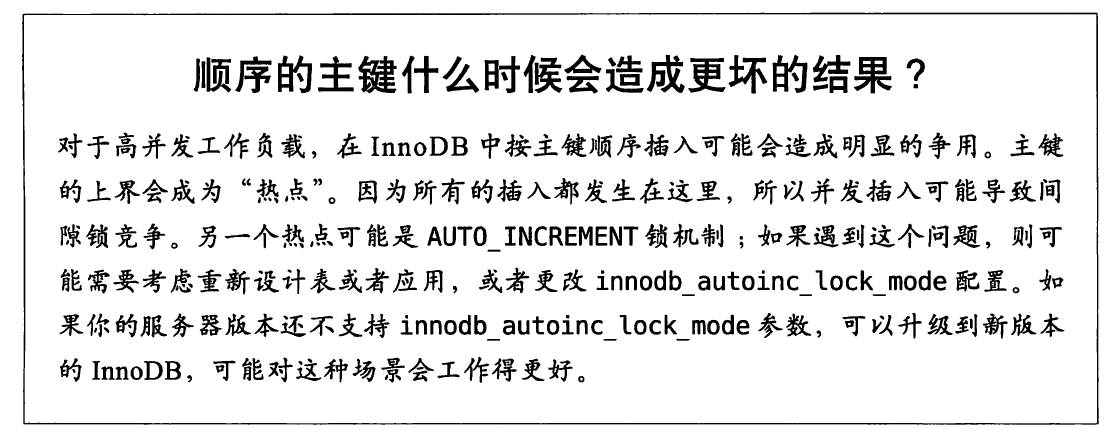 顺序的主键什么时候会造成更坏的结果？
对于高并发工作负载，在 InnoDB 中按主键顺序插入可能会造成明显的争用。主键
的上界会成为“热点”。因为所有的插入都发生在这里，所以并发插入可能导致间
隙锁竞争。另一个热点可能是 AUTO_INCREMENT 锁机制；如果遇到这个问题，则可
能需要考虑重新设计表或者应用，或者更改 innodb_autoinc_lock_mode 配置。如
果你的服务器版本还不支持 innodb_autoinc_lock_mode 参数，可以升级到新版本
的 InnoDB，可能对这种场景会工作得更好。